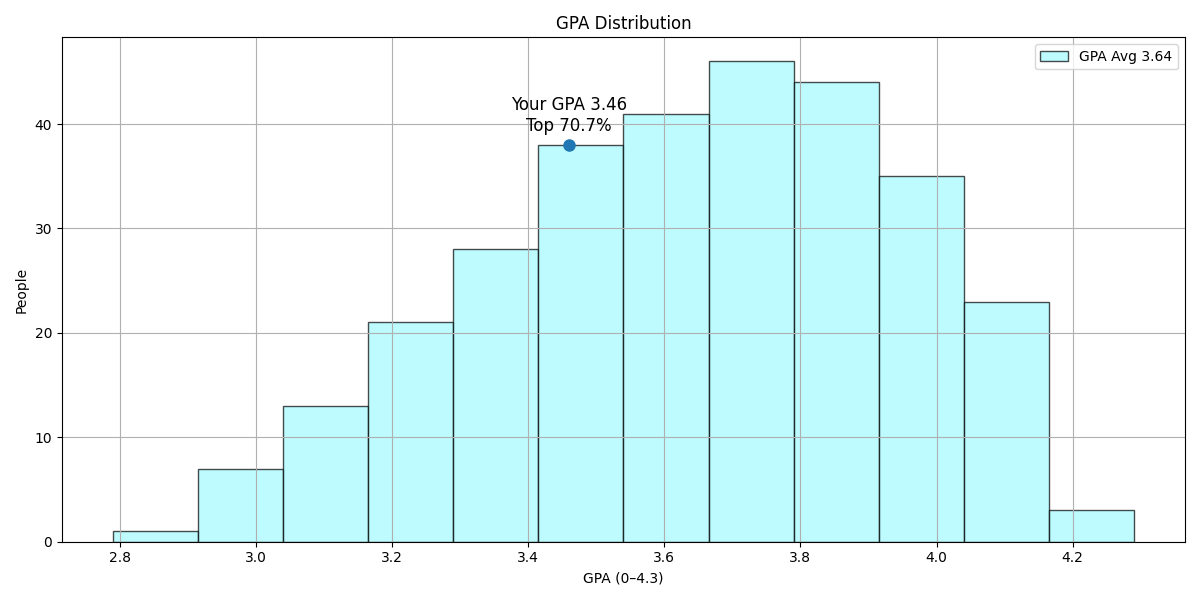 GPA Distribution
GPA Avg 3.64
Your GPA 3.46
Top 70.7%
People
40
30
20
10
0
2.8 3.0 3.2 3.4 3.6 3.8 4.0 4.2
GPA (0–4.3)